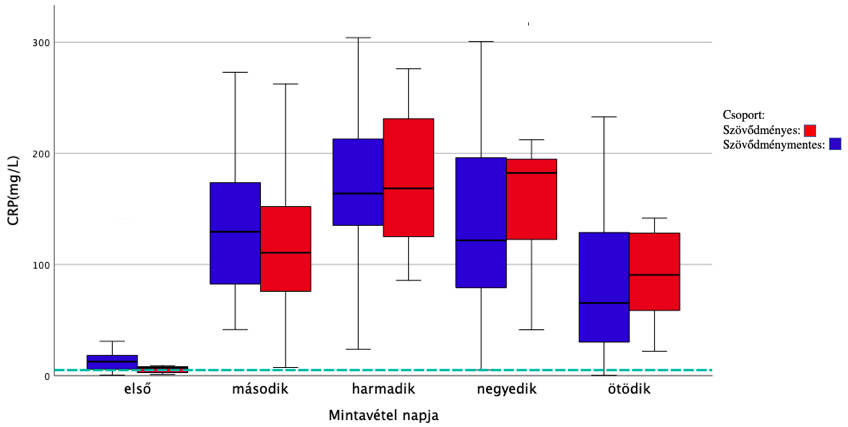 300
200
100
0
CRP(mg/L)
első
második
harmadik
negyedik
ötödik
Mintavétel napja
Csoport:
Szövődményes:
Szövődménymentes: